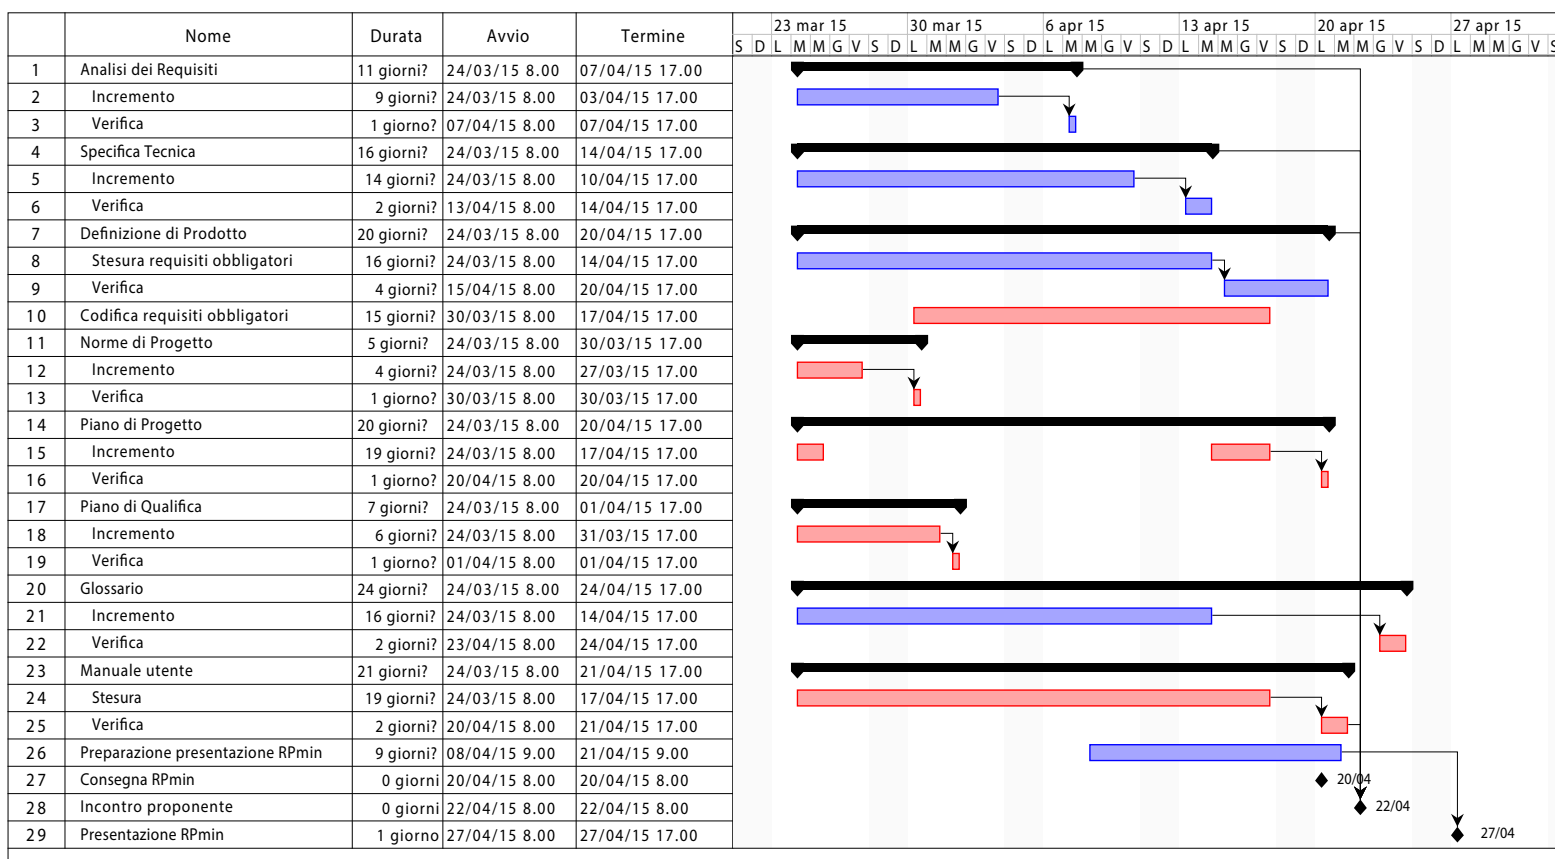 Nome Durata Avvio Termine 23 mar 15 30 mar 15 6 apr 15 13 apr 15 20 apr 15 27 apr 15
S D L M M G V S D L M M G V S D L M M G V S D L M M G V S D L M M G V S D L M M G V S
1 Analisi dei Requisiti 11 giorni? 24/03/15 8.00 07/04/15 17.00
2 Incremento 9 giorni? 24/03/15 8.00 03/04/15 17.00
3 Verifica 1 giorno? 07/04/15 8.00 07/04/15 17.00
4 Specifica Tecnica 16 giorni? 24/03/15 8.00 14/04/15 17.00
5 Incremento 14 giorni? 24/03/15 8.00 10/04/15 17.00
6 Verifica 2 giorni? 13/04/15 8.00 14/04/15 17.00
7 Definizione di Prodotto 20 giorni? 24/03/15 8.00 20/04/15 17.00
8 Stesura requisiti obbligatori 16 giorni? 24/03/15 8.00 14/04/15 17.00
9 Verifica 4 giorni? 15/04/15 8.00 20/04/15 17.00
10 Codifica requisiti obbligatori 15 giorni? 30/03/15 8.00 17/04/15 17.00
11 Norme di Progetto 5 giorni? 24/03/15 8.00 30/03/15 17.00
12 Incremento 4 giorni? 24/03/15 8.00 27/03/15 17.00
13 Verifica 1 giorno? 30/03/15 8.00 30/03/15 17.00
14 Piano di Progetto 20 giorni? 24/03/15 8.00 20/04/15 17.00
15 Incremento 19 giorni? 24/03/15 8.00 17/04/15 17.00
16 Verifica 1 giorno? 20/04/15 8.00 20/04/15 17.00
17 Piano di Qualifica 7 giorni? 24/03/15 8.00 01/04/15 17.00
18 Incremento 6 giorni? 24/03/15 8.00 31/03/15 17.00
19 Verifica 1 giorno? 01/04/15 8.00 01/04/15 17.00
20 Glossario 24 giorni? 24/03/15 8.00 24/04/15 17.00
21 Incremento 16 giorni? 24/03/15 8.00 14/04/15 17.00
22 Verifica 2 giorni? 23/04/15 8.00 24/04/15 17.00
23 Manuale utente 21 giorni? 24/03/15 8.00 21/04/15 17.00
24 Stesura 19 giorni? 24/03/15 8.00 17/04/15 17.00
25 Verifica 2 giorni? 20/04/15 8.00 21/04/15 17.00
26 Preparazione presentazione RPmin 9 giorni? 08/04/15 9.00 21/04/15 9.00
27 Consegna RPmin 0 giorni 20/04/15 8.00 20/04/15 8.00 20/04
28 Incontro proponente 0 giorni 22/04/15 8.00 22/04/15 8.00 22/04
29 Presentazione RPmin 1 giorno 27/04/15 8.00 27/04/15 17.00 27/04